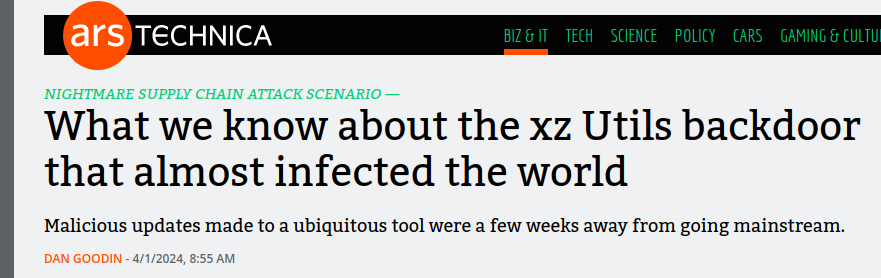 ars TECHNICA
BIZ & IT TECH SCIENCE POLICY CARS GAMING & CULTU
NIGHTMARE SUPPLY CHAIN ATTACK SCENARIO —
What we know about the xz Utils backdoor
that almost infected the world
Malicious updates made to a ubiquitous tool were a few weeks away from going mainstream.
DAN GOODIN - 4/1/2024, 8:55 AM